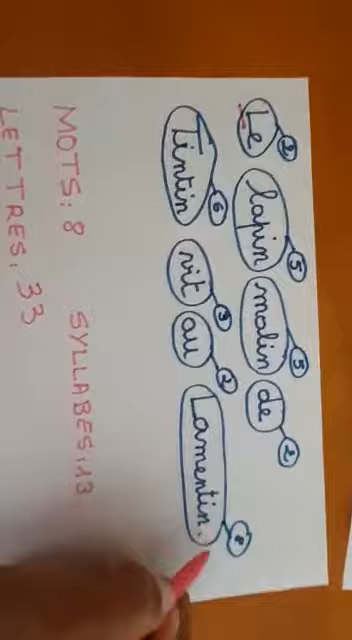 2 5 5 2
Le lapin malin de
6 3 2 8
Tintin vit au Lamentin.
MOTS: 8 SYLLABES: 13
LETTRES: 33